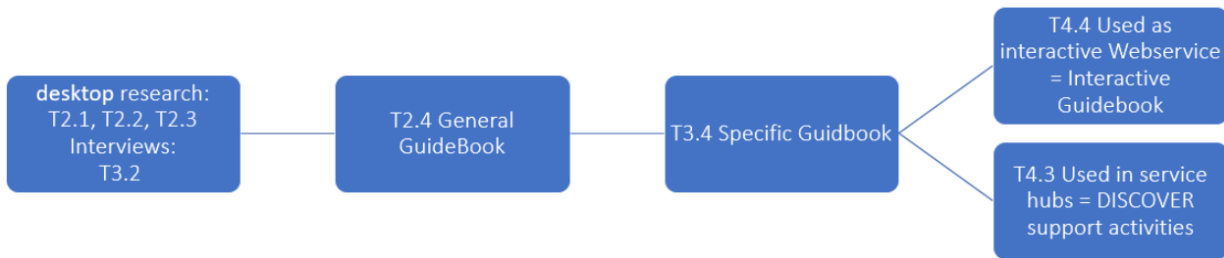 desktop research:
T2.1, T2.2, T2.3
Interviews:
T3.2
T2.4 General
GuideBook
T3.4 Specific Guidbook
T4.4 Used as
interactive Webservice
= Interactive
Guidebook
T4.3 Used in service
hubs = DISCOVER
support activities